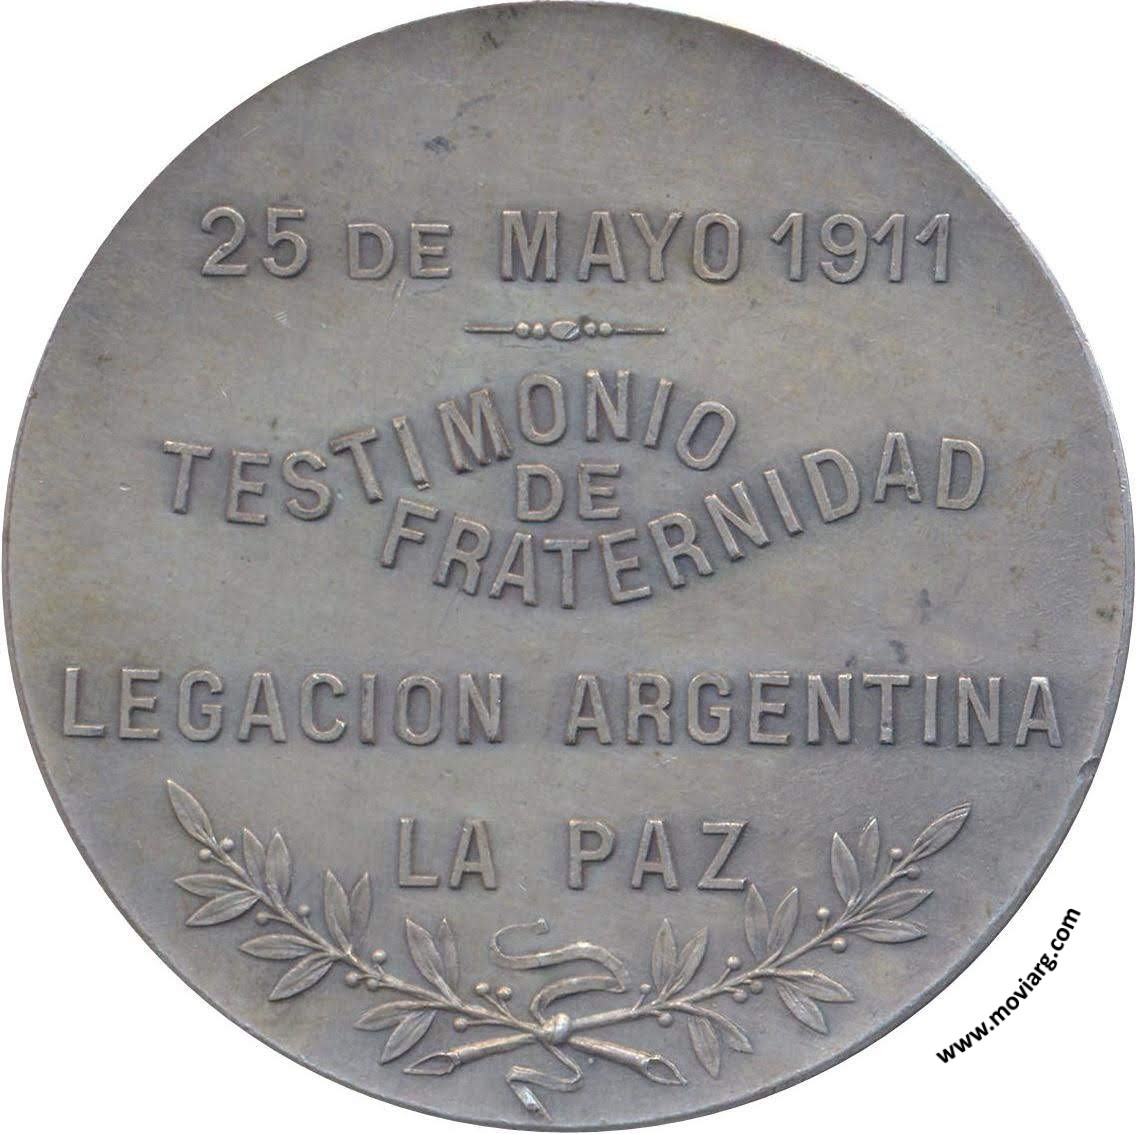 25 DE MAYO 1911
TESTIMONIO
DE
FRATERNIDAD
LEGACION ARGENTINA
LA PAZ
www.moviarg.com